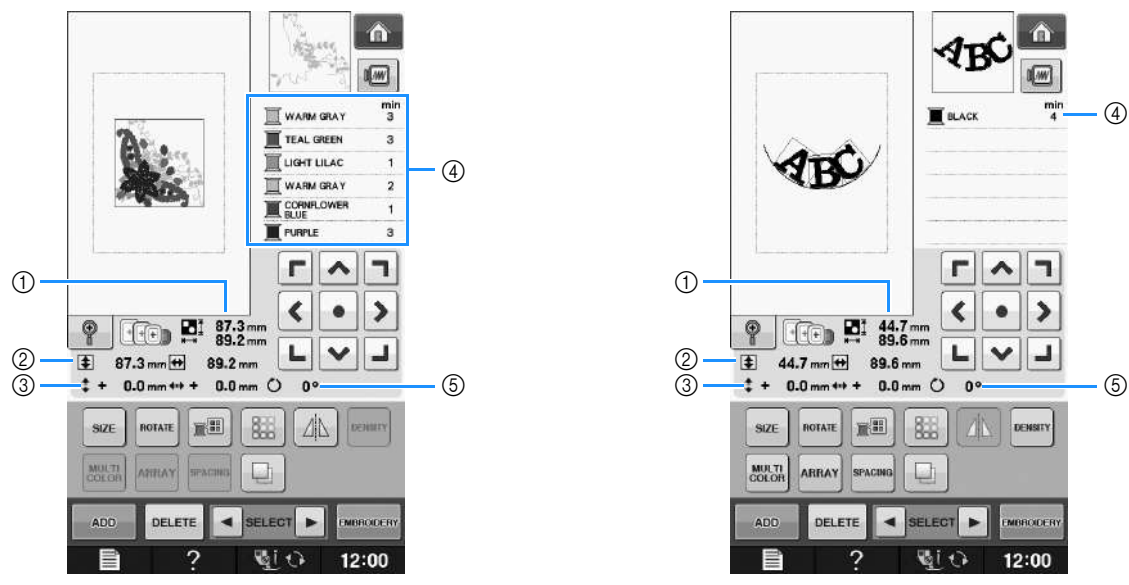 min
WARM GRAY 3
TEAL GREEN 3
LIGHT LILAC 1
WARM GRAY 2
CORNFLOWER
BLUE 1
PURPLE 3
④
①
87.3 mm
89.2 mm
② 87.3 mm 89.2 mm
③ + 0.0 mm + 0.0 mm 0° ⑤
SIZE ROTATE DENSITY
MULTI
COLOR ARRAY SPACING
ADD DELETE SELECT EMBROIDERY
? 12:00
ABC
min
BLACK 4 ④
ABC
①
44.7 mm
89.6 mm
② 44.7 mm 89.6 mm
③ + 0.0 mm + 0.0 mm 0° ⑤
SIZE ROTATE DENSITY
MULTI
COLOR ARRAY SPACING
ADD DELETE SELECT EMBROIDERY
? 12:00